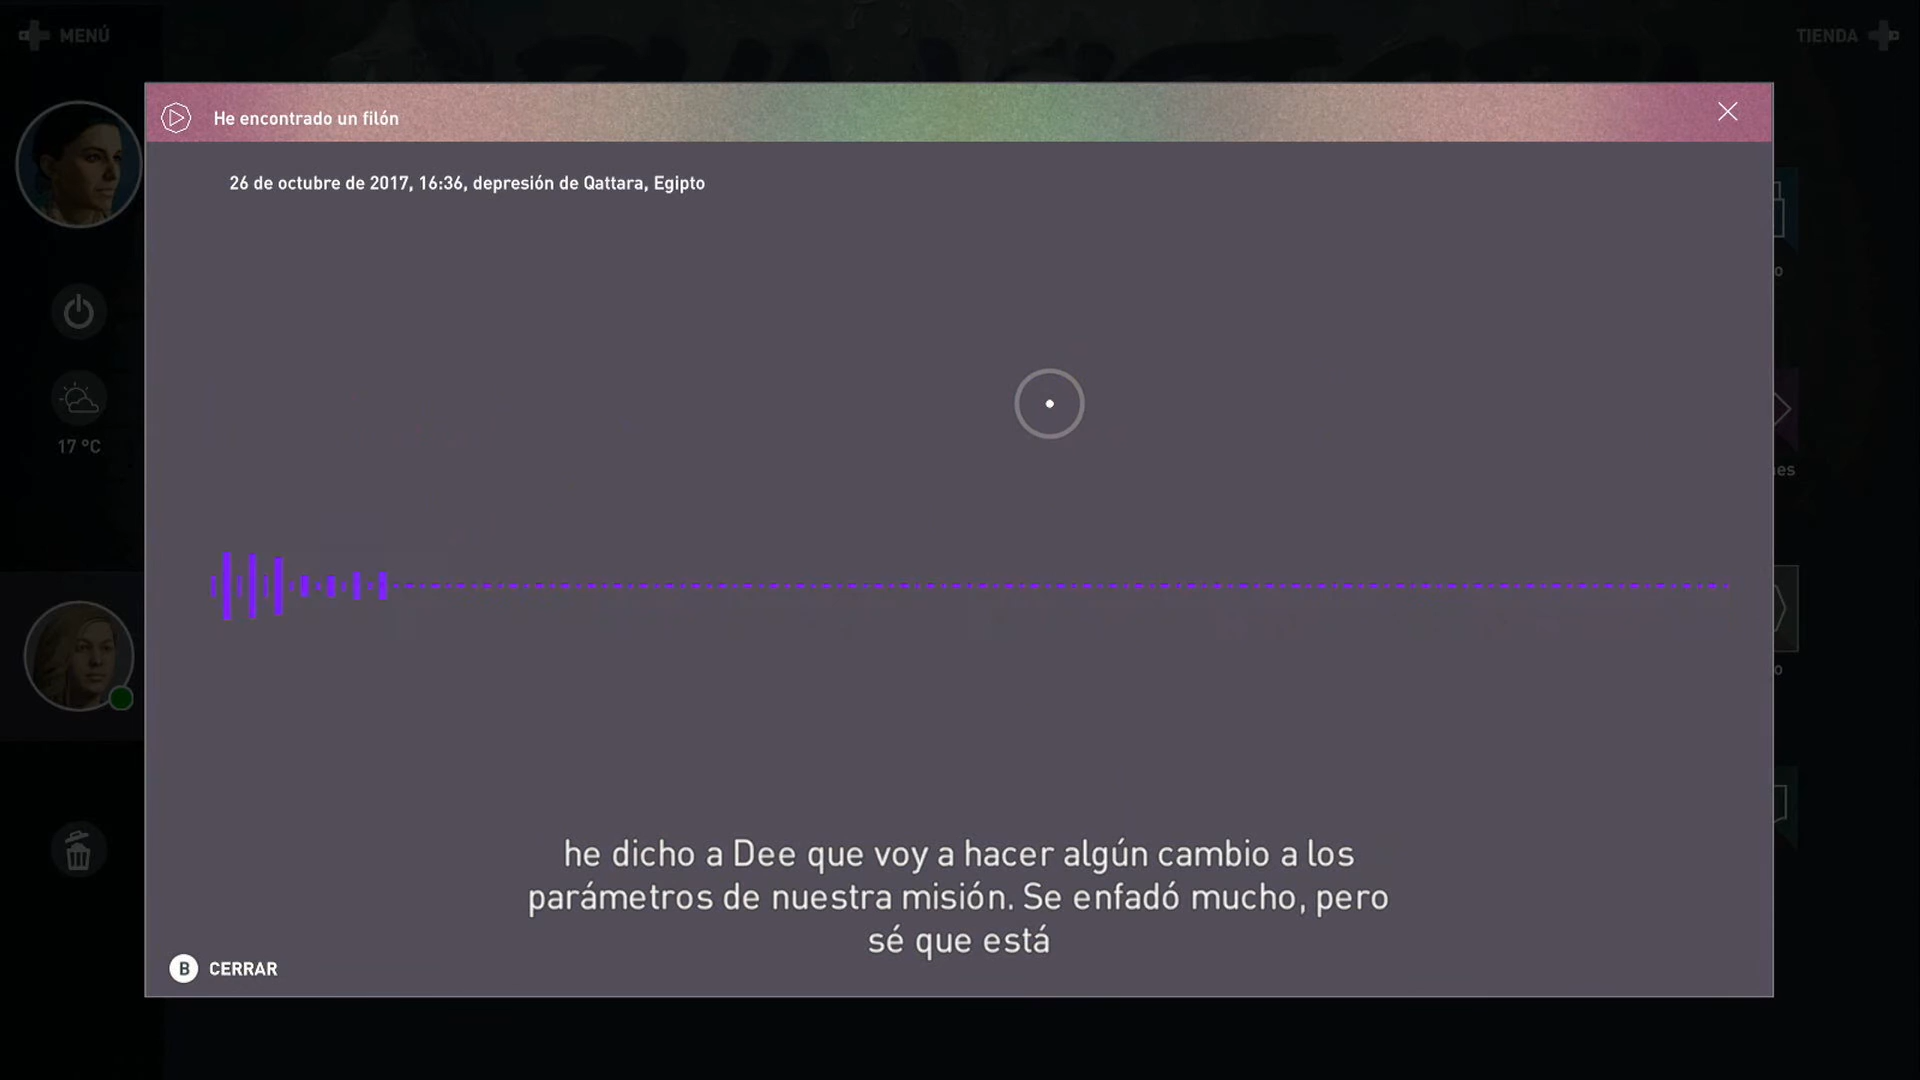 MENÚ
TIENDA
He encontrado un filón
26 de octubre de 2017, 16:36, depresión de Qattara, Egipto
17 °C
he dicho a Dee que voy a hacer algún cambio a los
parámetros de nuestra misión. Se enfadó mucho, pero
sé que está
B CERRAR